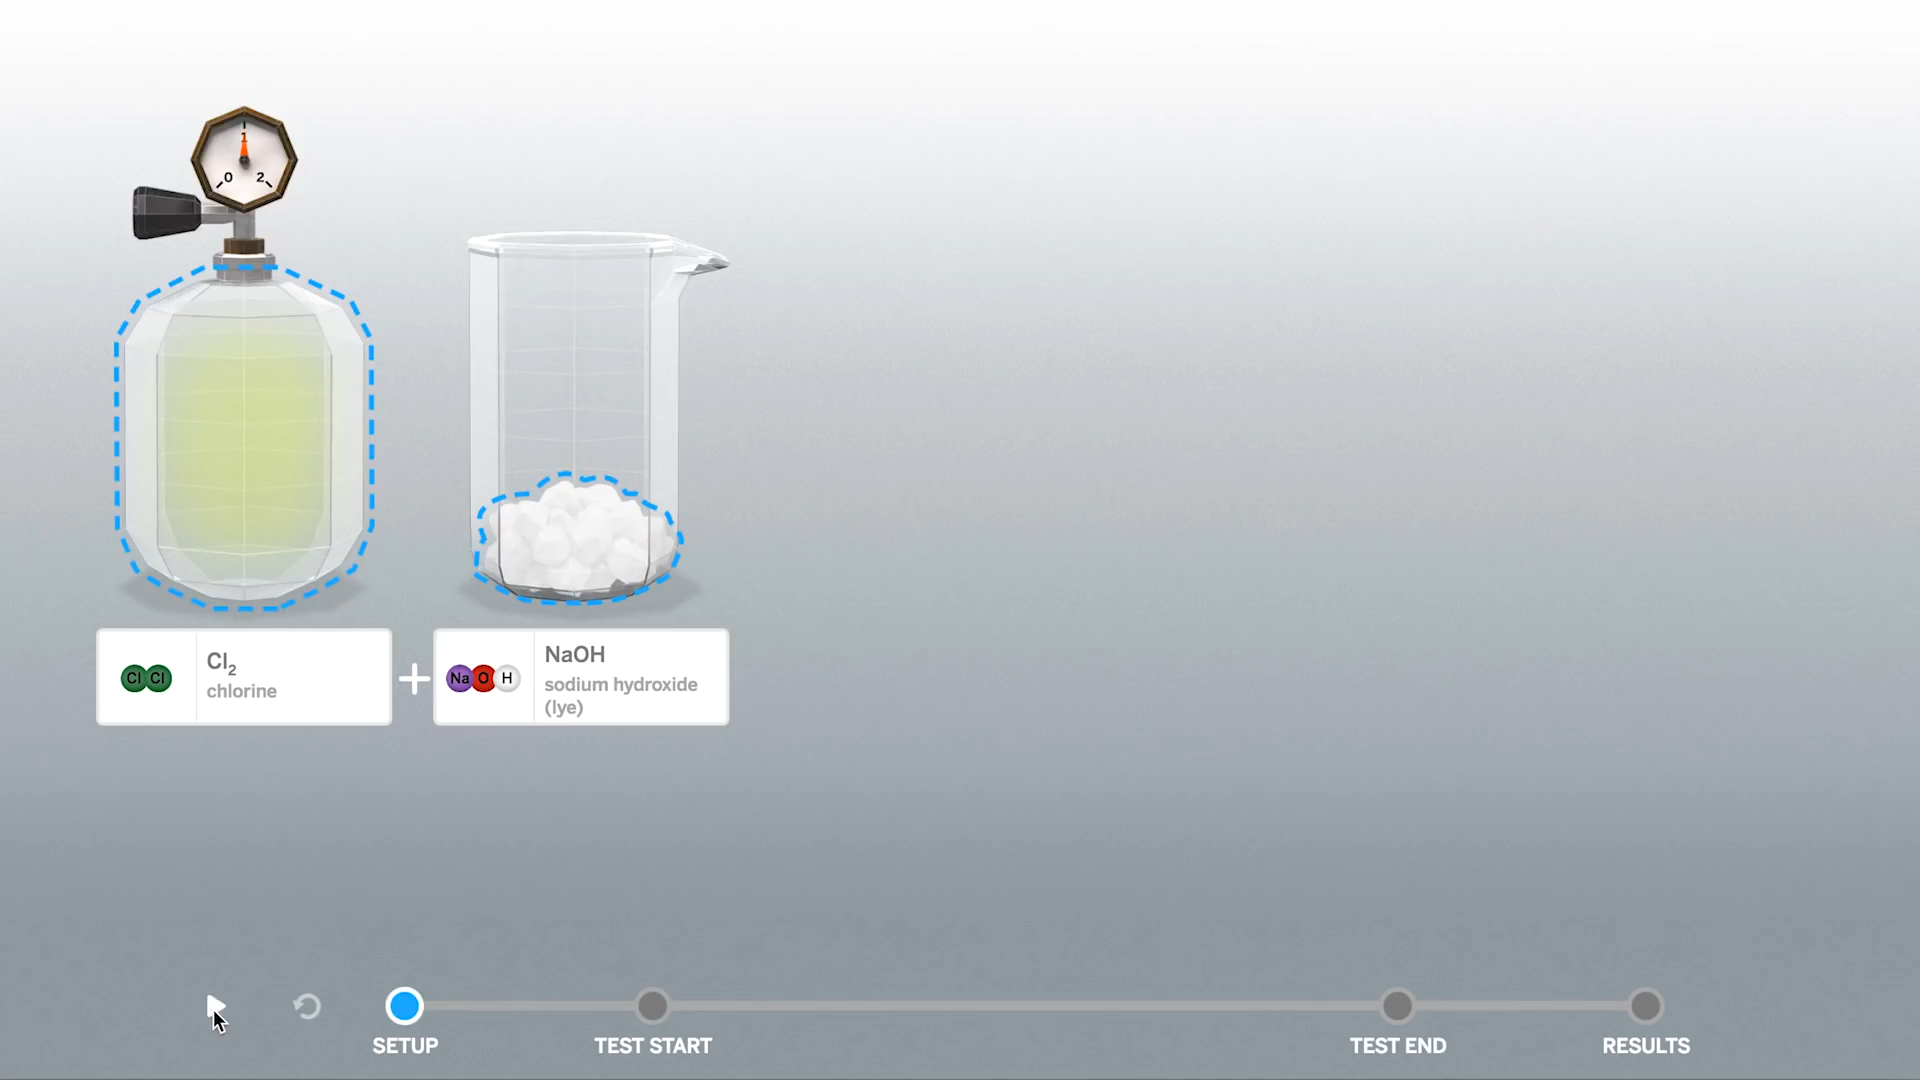 1
0 2
Cl Cl
Cl2
chlorine
+
Na O H
NaOH
sodium hydroxide
(lye)
SETUP
TEST START
TEST END
RESULTS